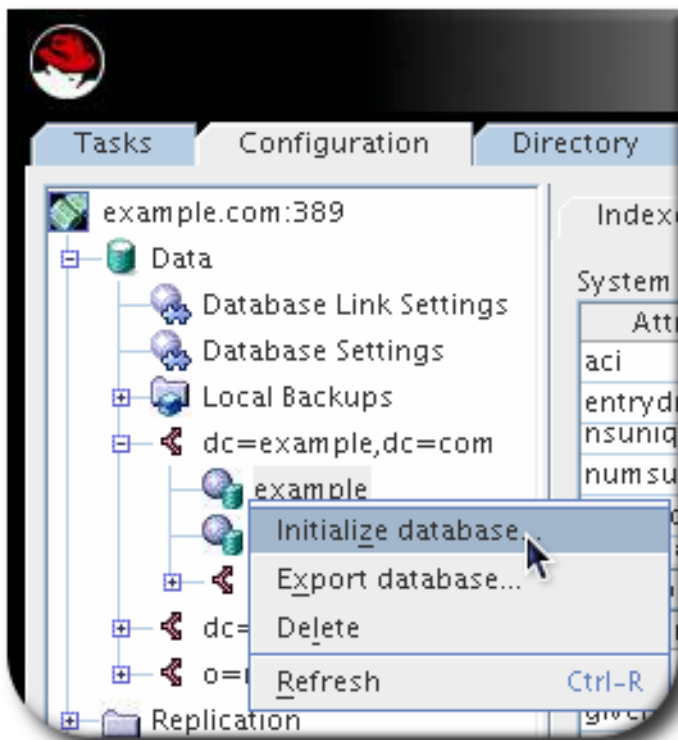 Tasks Configuration Directory
example.com:389
Data
Database Link Settings
Database Settings
Local Backups
dc=example,dc=com
example
Initialize database...
Export database...
Delete
Refresh Ctrl-R
Replication
System
aci